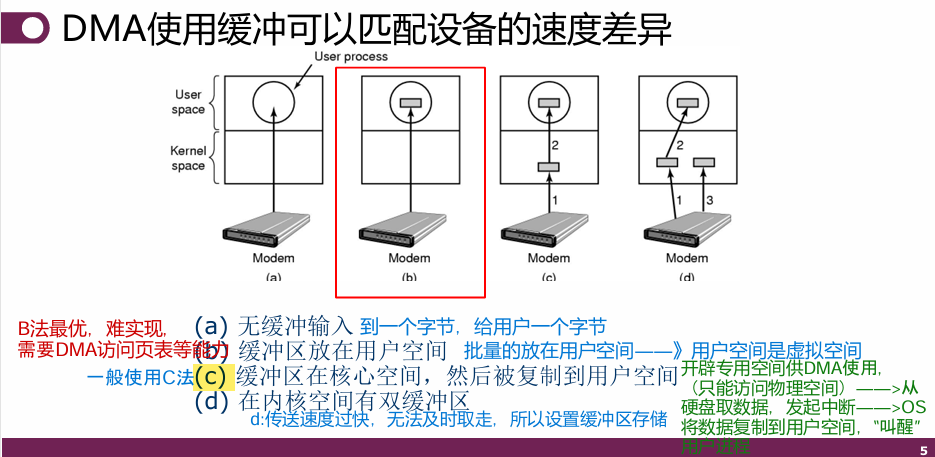 DMA使用缓冲可以匹配设备的速度差异
User process
User
space
Kernel
space
2
2
1
1
3
Modem
Modem
Modem
Modem
(a)
(b)
(c)
(d)
B法最优，难实现，
需要DMA访问页表等能力
一般使用C法
(a) 无缓冲输入 到一个字节，给用户一个字节
(b) 缓冲区放在用户空间 批量的放在用户空间——》用户空间是虚拟空间
(c) 缓冲区在核心空间，然后被复制到用户空间
(d) 在内核空间有双缓冲区
d:传送速度过快，无法及时取走，所以设置缓冲区存储
开辟专用空间供DMA使用，
（只能访问物理空间）——>从
硬盘取数据，发起中断——>OS
将数据复制到用户空间，“叫醒”
用户进程
5